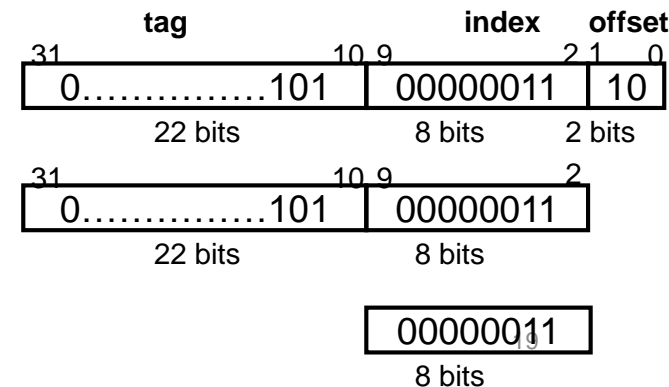 tag index offset
31 10 9 2 1 0
0……………101 00000011 10
22 bits 8 bits 2 bits
31 10 9 2
0……………101 00000011
22 bits 8 bits
00000011
19
8 bits